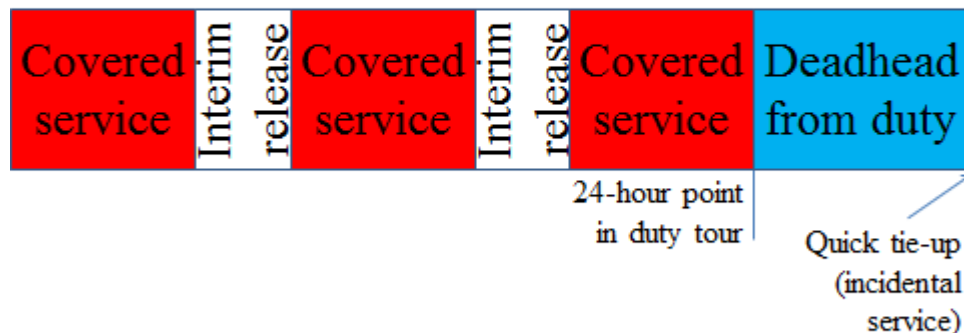 Covered
service
Interim
release
Covered
service
Interim
release
Covered
service
Deadhead
from duty
24-hour point
in duty tour
Quick tie-up
(incidental
service)